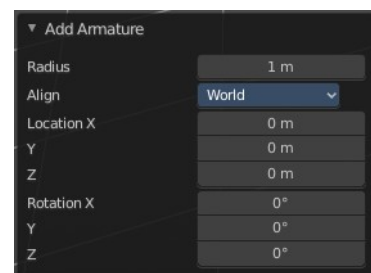 Add Armature
Radius 1 m
Align World
Location X 0 m
Y 0 m
Z 0 m
Rotation X 0°
Y 0°
Z 0°